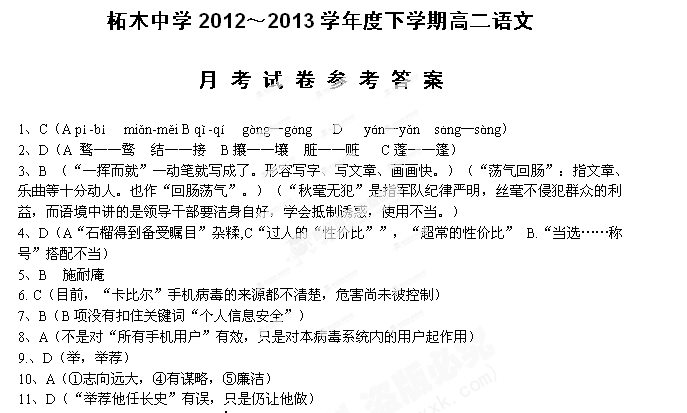 柘木中学 2012～2013 学年度下学期高二语文
月 考 试 卷 参 考 答 案
1、C（A pi -bi miǎn-měi B qì -qí gòng--gǎng D yán--yǎn sāng—sàng）
2、D（A 骛——鹜 结——接 B攘——壤 脏——赃 C 蓬——篷）
3、B （“一挥而就”一动笔就写成了。形容写字、写文章、画画快。）（“荡气回肠”：指文章、
乐曲等十分动人。也作“回肠荡气”。）（“秋毫无犯”是指军队纪律严明，丝毫不侵犯群众的利
益，而语境中讲的是领导干部要洁身自好，学会抵制诱惑，使用不当。）
4、D（A“石榴得到备受瞩目”杂糅,C“过人的“性价比””，“超常的性价比” B.“当选……称
号”搭配不当）
5、B 施耐庵
6. C（目前，“卡比尔”手机病毒的来源都不清楚，危害尚未被控制）
7、B（B 项没有扣住关键词“个人信息安全”）
8、A（不是对“所有手机用户”有效，只是对本病毒系统内的用户起作用）
9.、D（举，举荐）
10、A（①志向远大，④有谋略，⑤廉洁）
11、D（“举荐他任长史”有误，只是仍让他做）